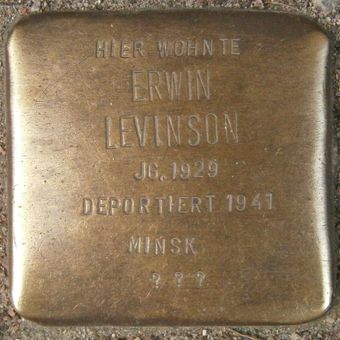 HIER WOHNTE
ERWIN
LEVINSON
JG. 1929
DEPORTIERT 1941
MINSK
? ? ?